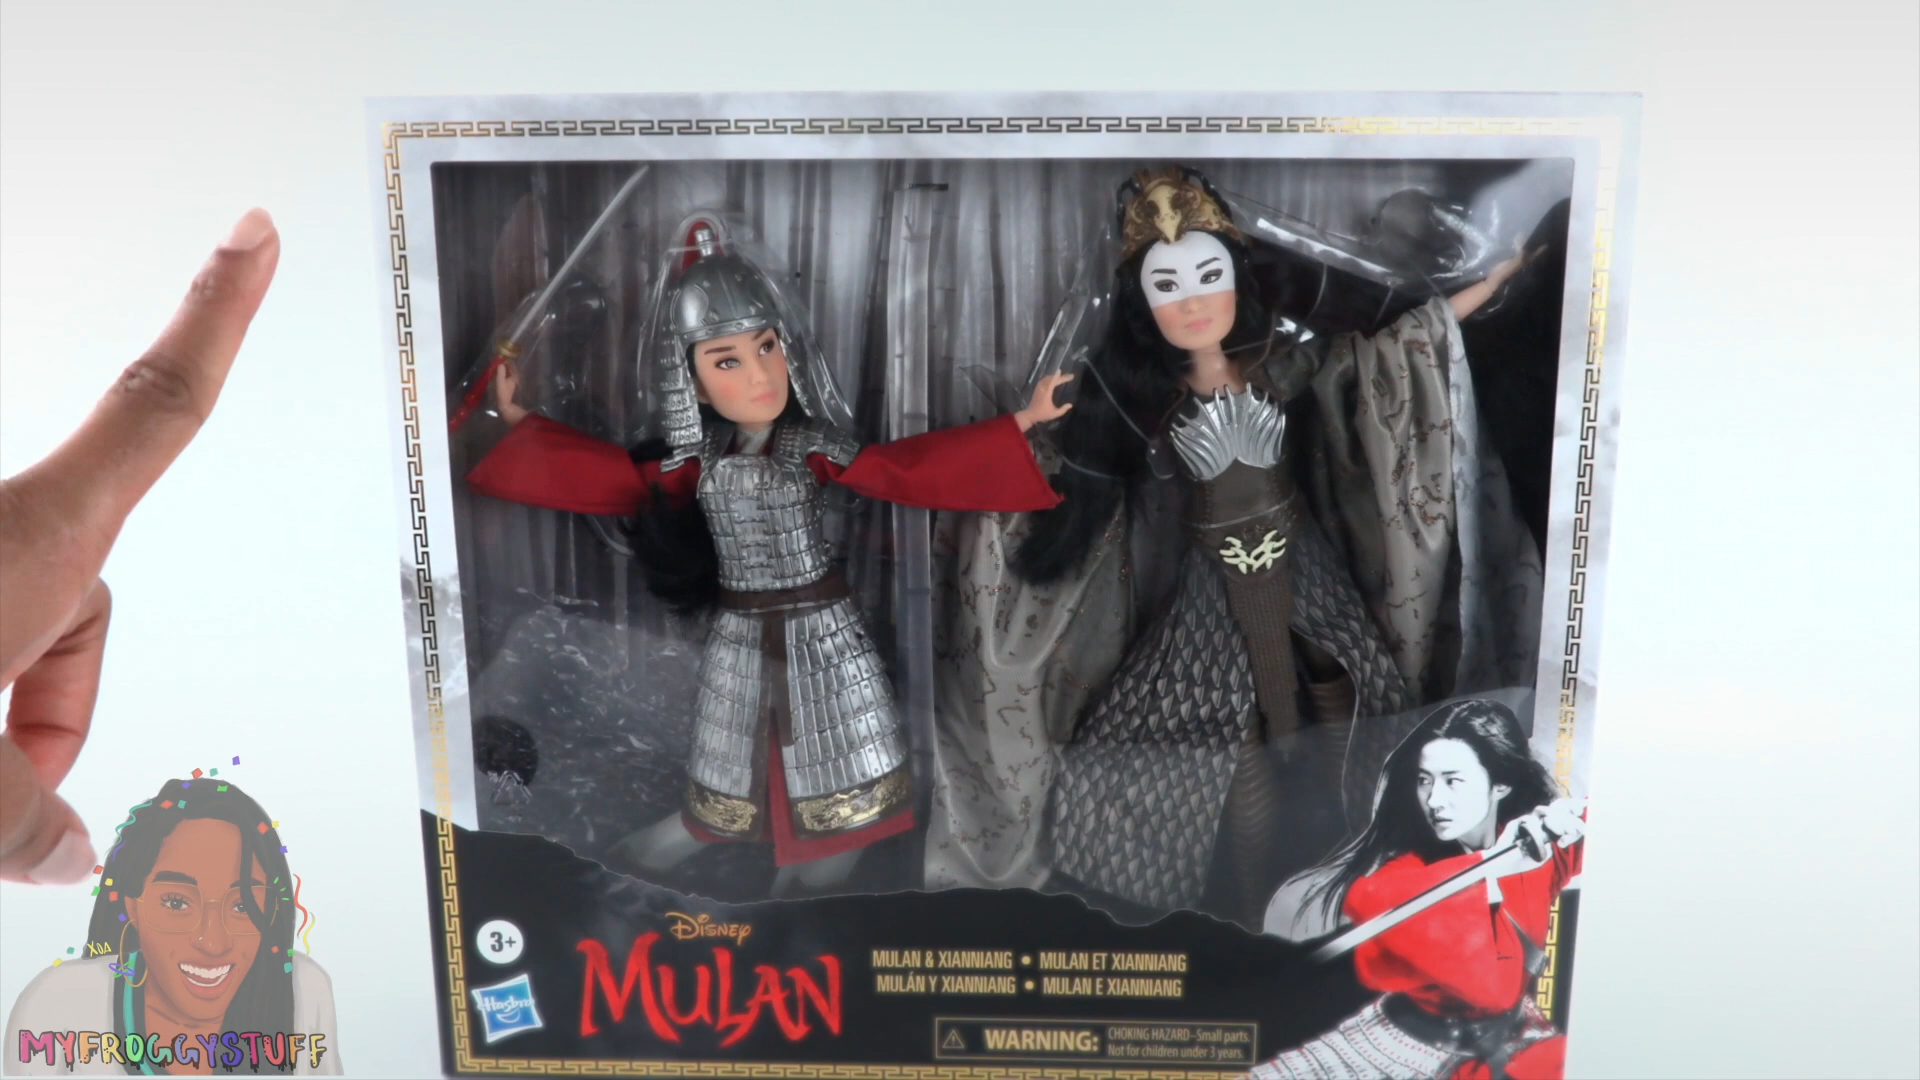 3+
Hasbro
DISNEY
MULAN
MULAN & XIANNIANG • MULAN ET XIANNIANG
MULÁN Y XIANNIANG • MULAN E XIANNIANG
WARNING: CHOKING HAZARD–Small parts.
Not for children under 3 years.
XOA
MYFROGGYSTUFF